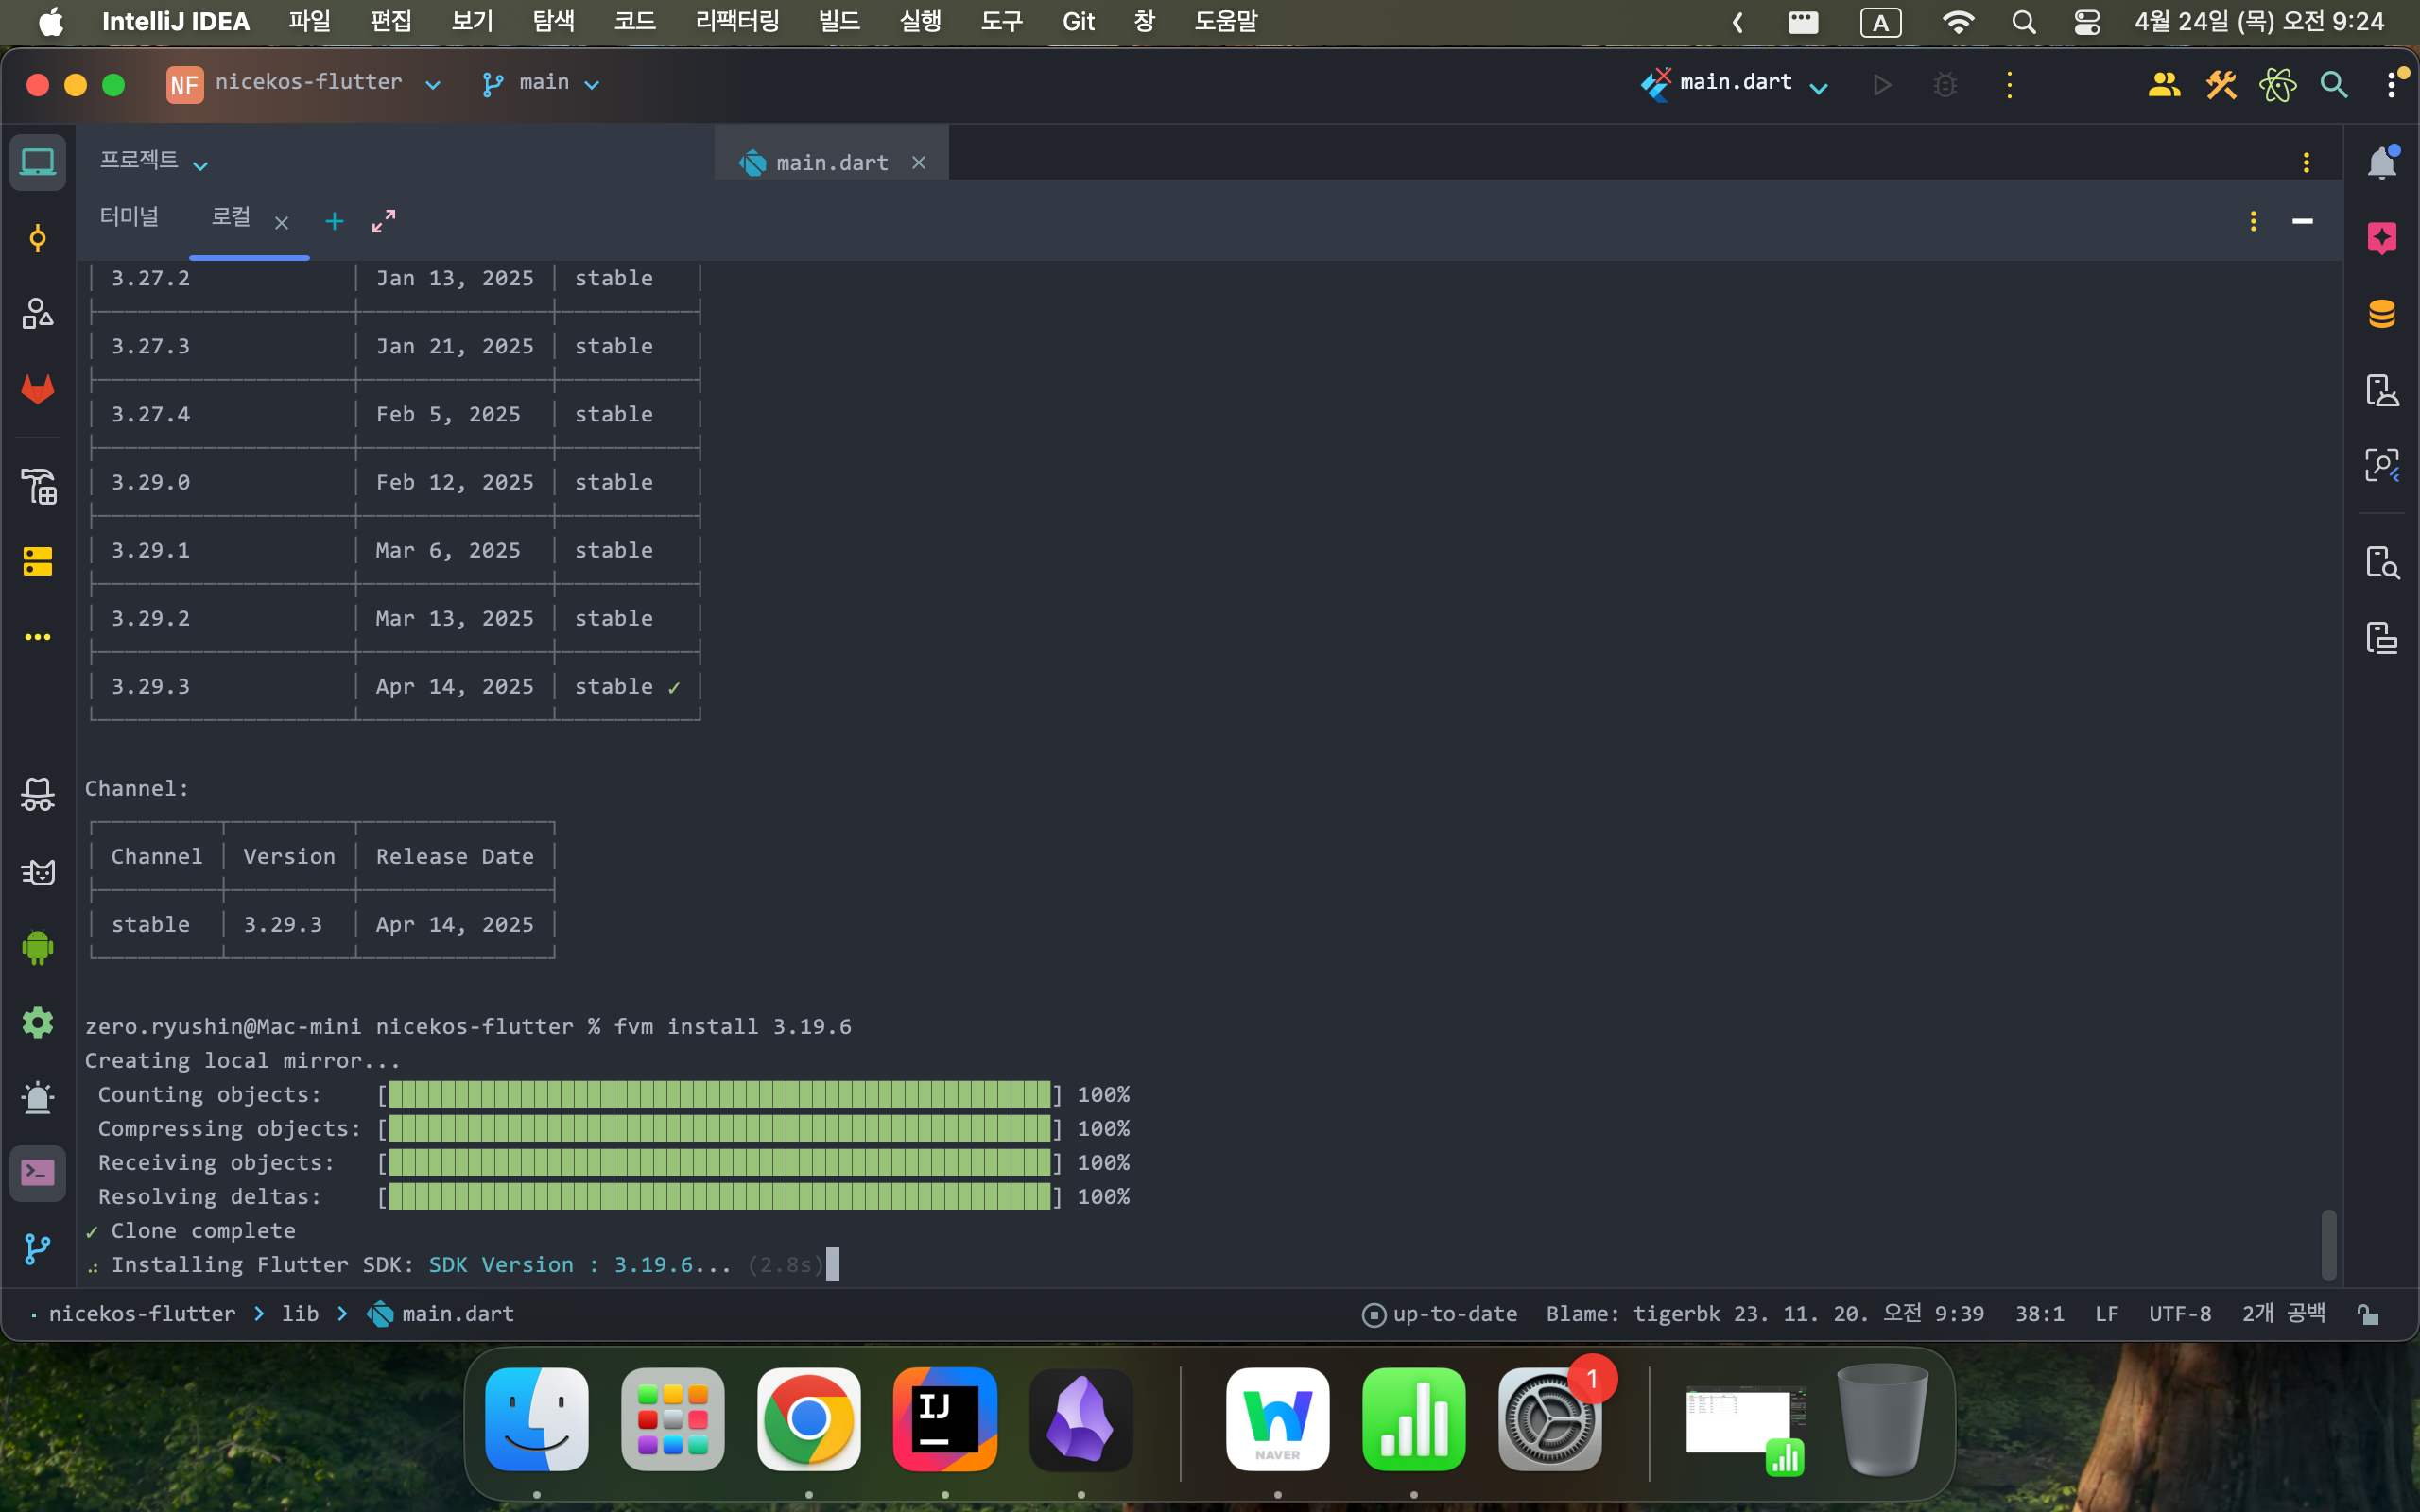 IntelliJ IDEA 파일 편집 보기 탐색 코드 리팩터링 빌드 실행 도구 Git 창 도움말 A 4월 24일 (목) 오전 9:24
NF nicekos-flutter main main.dart
프로젝트 main.dart
터미널 로컬
3.27.2 Jan 13, 2025 stable
3.27.3 Jan 21, 2025 stable
3.27.4 Feb 5, 2025 stable
3.29.0 Feb 12, 2025 stable
3.29.1 Mar 6, 2025 stable
3.29.2 Mar 13, 2025 stable
3.29.3 Apr 14, 2025 stable ✓
Channel:
Channel Version Release Date
stable 3.29.3 Apr 14, 2025
zero.ryushin@Mac-mini nicekos-flutter % fvm install 3.19.6
Creating local mirror...
Counting objects: [] 100%
Compressing objects: [] 100%
Receiving objects: [] 100%
Resolving deltas: [] 100%
✓ Clone complete
Installing Flutter SDK: SDK Version : 3.19.6... (2.8s)
nicekos-flutter > lib > main.dart up-to-date Blame: tigerbk 23. 11. 20. 오전 9:39 38:1 LF UTF-8 2개 공백
IJ
NAVER
1